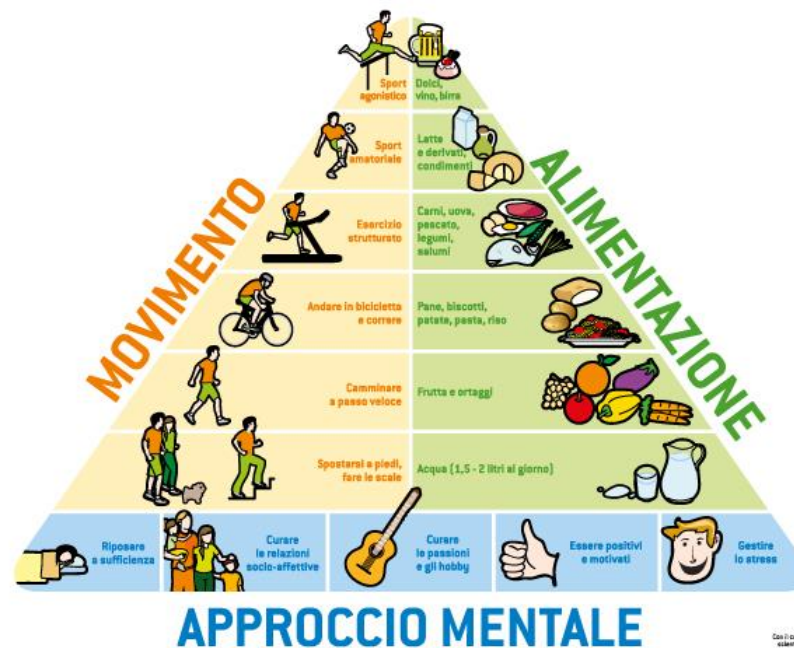 Sport
agonistico
Dolci,
vino, birra
Sport
amatoriale
Latte
e derivati,
condimenti
MOVIMENTO
ALIMENTAZIONE
Esercizio
strutturato
Carni, uova,
pescato,
legumi,
salumi
Andare in bicicletta
e correre
Pane, biscotti,
patate, pasta, riso
Camminare
a passo veloce
Frutta e ortaggi
Spostarsi a piedi,
fare le scale
Acqua (1,5 - 2 litri al giorno)
Riposare
a sufficienza
Curare
le relazioni
socio-affettive
Curare
le passioni
e gli hobby
Essere positivi
e motivati
Gestire
lo stress
APPROCCIO MENTALE